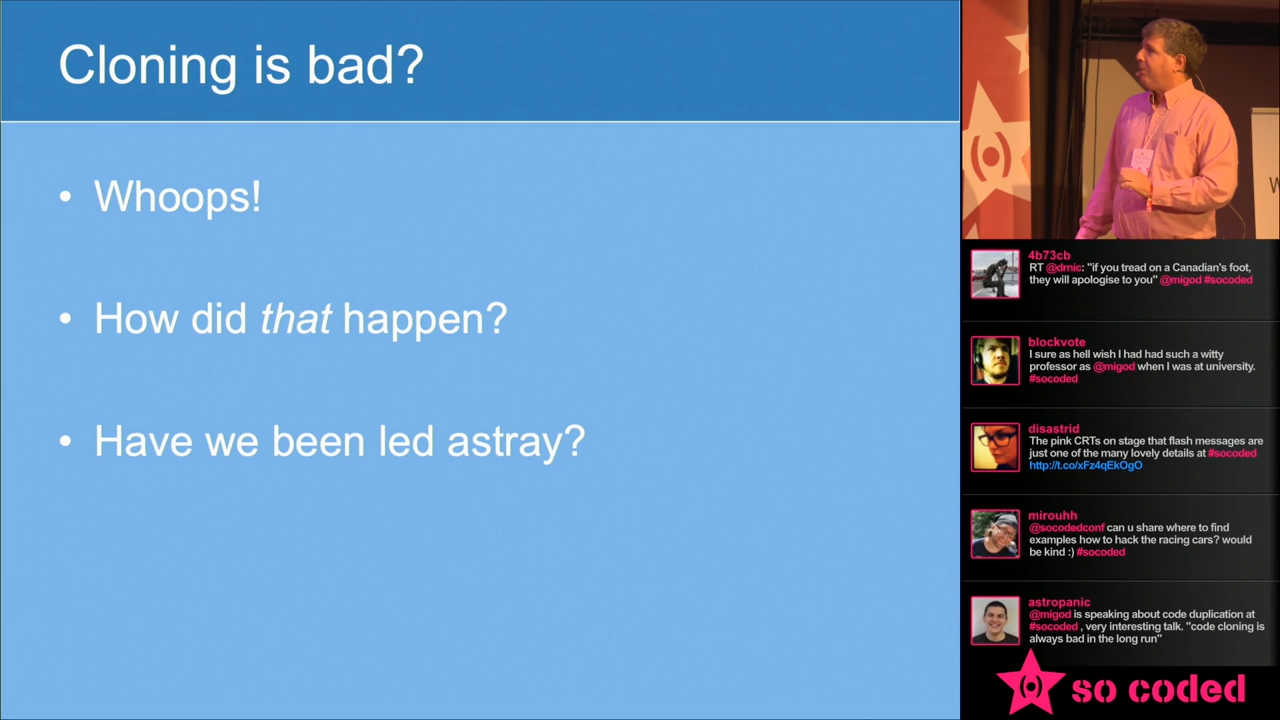 Cloning is bad?
• Whoops!
• How did that happen?
• Have we been led astray?
4b73cb
RT @drnic: "if you tread on a Canadian's foot,
they will apologise to you" @migod #socoded
blockvote
I sure as hell wish I had had such a witty
professor as @migod when I was at university.
#socoded
disastrid
The pink CRTs on stage that flash messages are
just one of the many lovely details at #socoded
http://t.co/xFz4qEkOgO
mirouhh
@socodedconf can u share where to find
examples how to hack the racing cars? would
be kind :) #socoded
astropanic
@migod is speaking about code duplication at
#socoded , very interesting talk. "code cloning is
always bad in the long run"
so coded